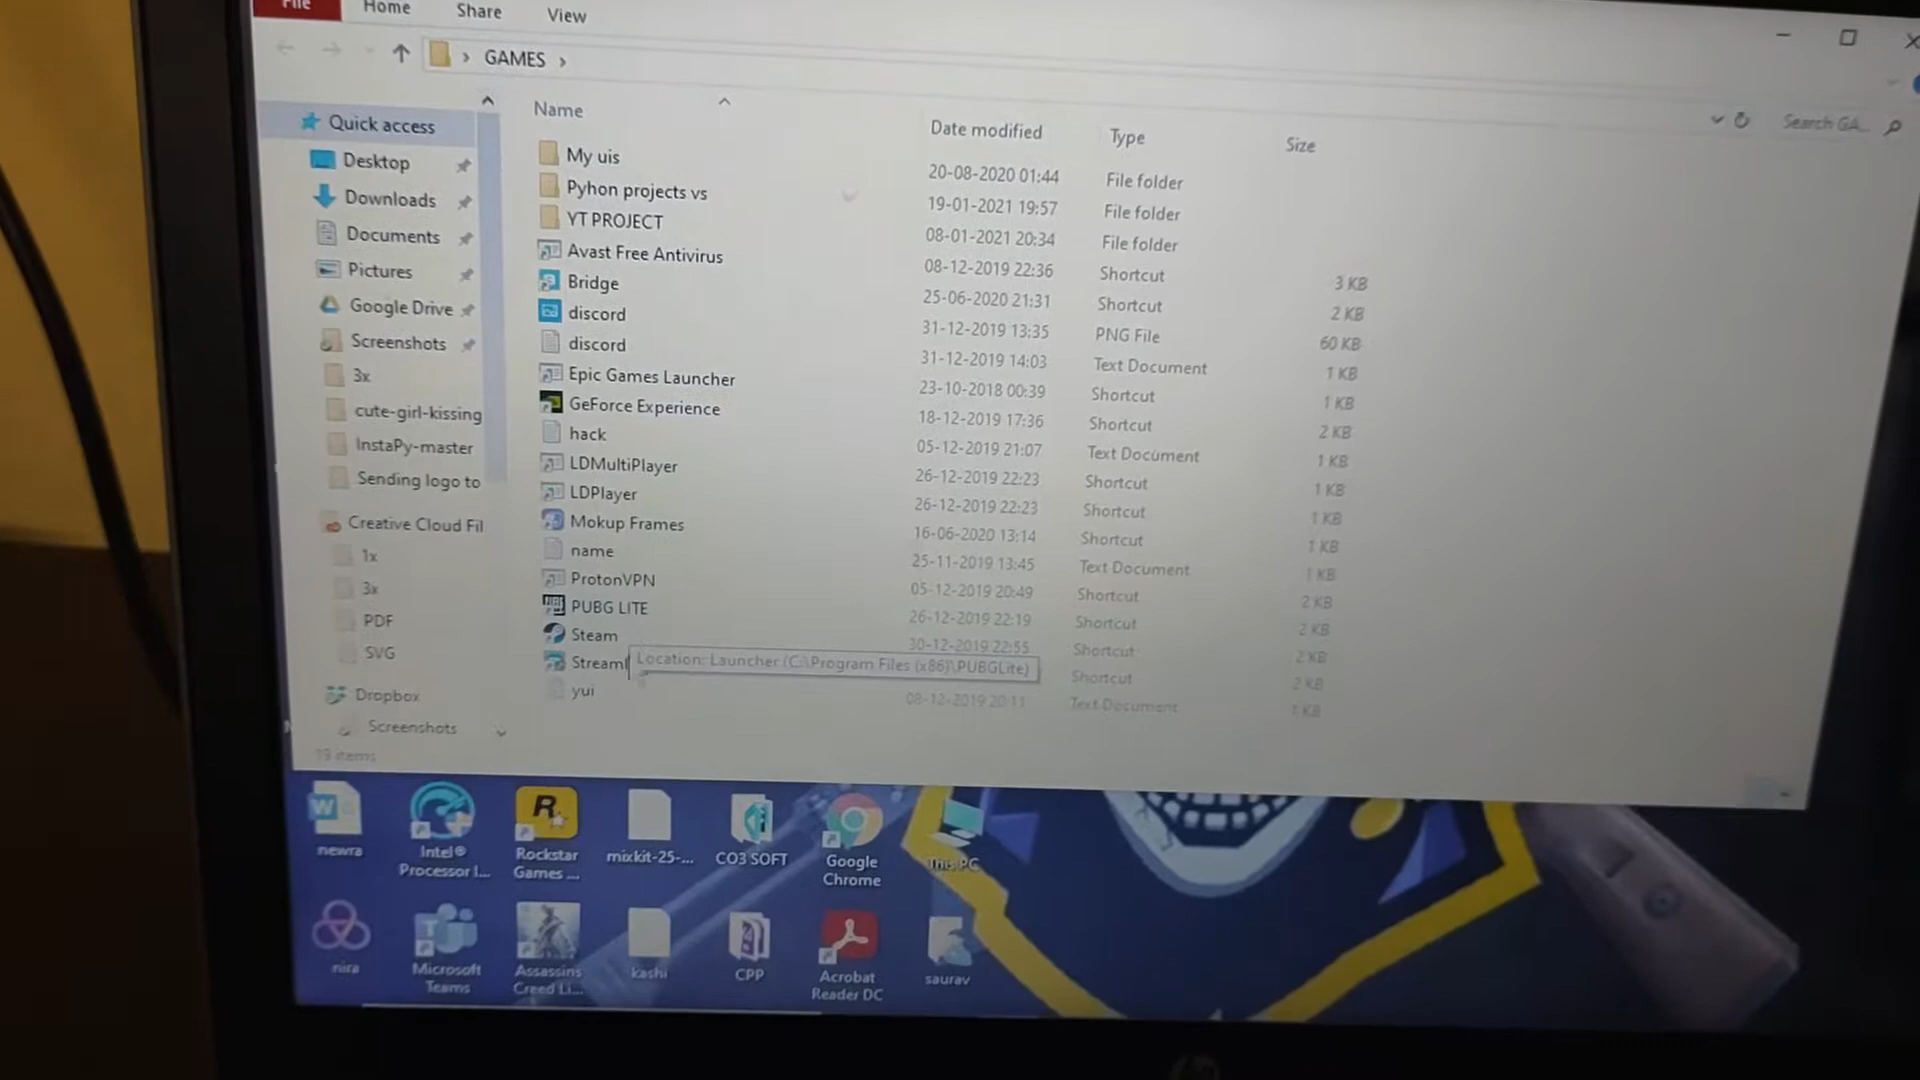 File Home Share View
GAMES
Search GA...
Name Date modified Type Size
Quick access
Desktop
Downloads
Documents
Pictures
Google Drive
Screenshots
3x
cute-girl-kissing
InstaPy-master
Sending logo to
Creative Cloud Fil
1x
3x
PDF
SVG
Dropbox
Screenshots
My uis 20-08-2020 01:44 File folder
Pyhon projects vs 19-01-2021 19:57 File folder
YT PROJECT 08-01-2021 20:34 File folder
Avast Free Antivirus 08-12-2019 22:36 Shortcut 3 KB
Bridge 25-06-2020 21:31 Shortcut 2 KB
discord 31-12-2019 13:35 PNG File 60 KB
discord 31-12-2019 14:03 Text Document 1 KB
Epic Games Launcher 23-10-2018 00:39 Shortcut 1 KB
GeForce Experience 18-12-2019 17:36 Shortcut 2 KB
hack 05-12-2019 21:07 Text Document 1 KB
LDMultiPlayer 26-12-2019 22:23 Shortcut 1 KB
LDPlayer 26-12-2019 22:23 Shortcut 1 KB
Mokup Frames 16-06-2020 13:14 Shortcut 1 KB
name 25-11-2019 13:45 Text Document 1 KB
ProtonVPN 05-12-2019 20:49 Shortcut 2 KB
PUBG LITE 26-12-2019 22:19 Shortcut 2 KB
Steam 30-12-2019 22:55 Shortcut 2 KB
Streaml Shortcut 2 KB
Location: Launcher (C:\Program Files (x86)\PUBGLite)
yui 08-12-2019 20:11 Text Document 1 KB
19 items
newra
Intel® Processor I...
Rockstar Games ...
mixkit-25-...
CO3 SOFT
Google Chrome
This PC
nira
Microsoft Teams
Assassins Creed Li...
kashi
CPP
Acrobat Reader DC
saurav
hp